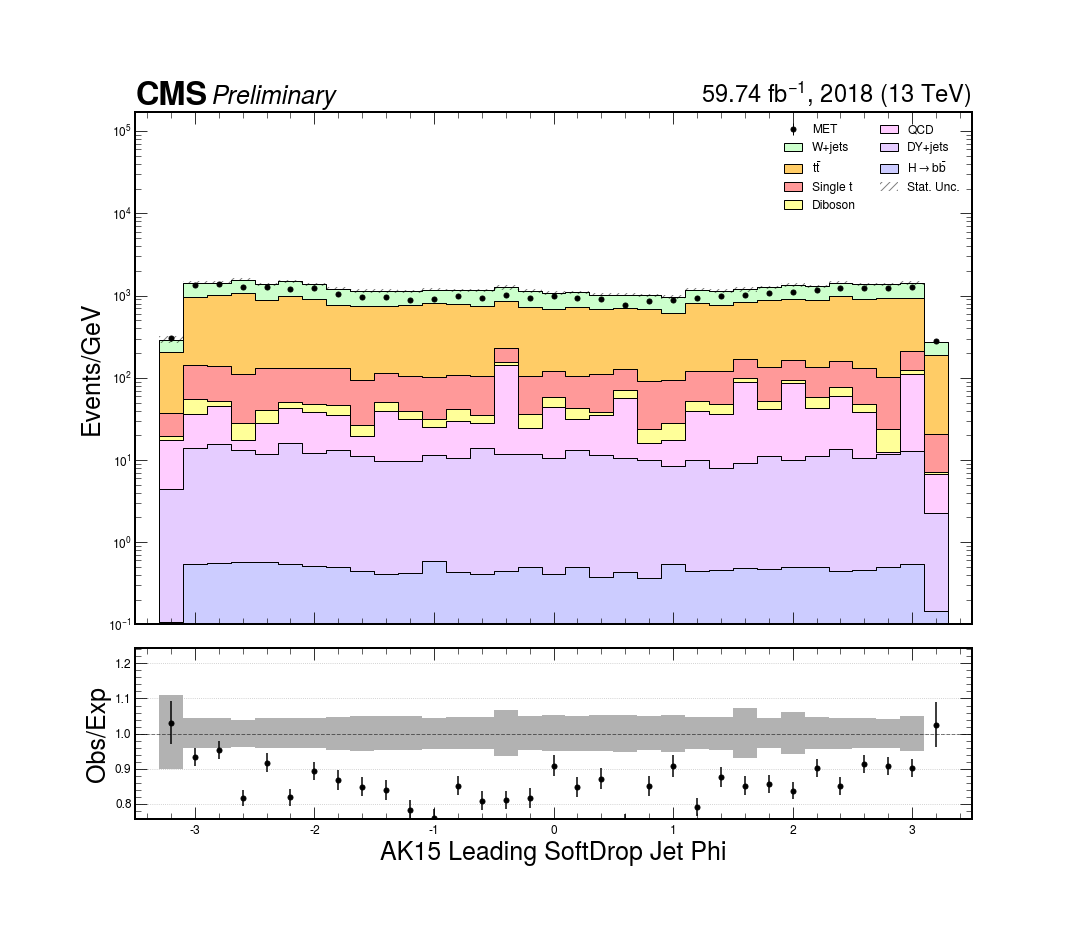 CMS Preliminary 59.74 fb⁻¹, 2018 (13 TeV)
MET QCD
W+jets DY+jets
tt̄ H→bb̄
Single t Stat. Unc.
Diboson
Events/GeV
10⁵
10⁴
10³
10²
10¹
10⁰
10⁻¹
Obs/Exp
1.2
1.1
1.0
0.9
0.8
-3 -2 -1 0 1 2 3
AK15 Leading SoftDrop Jet Phi